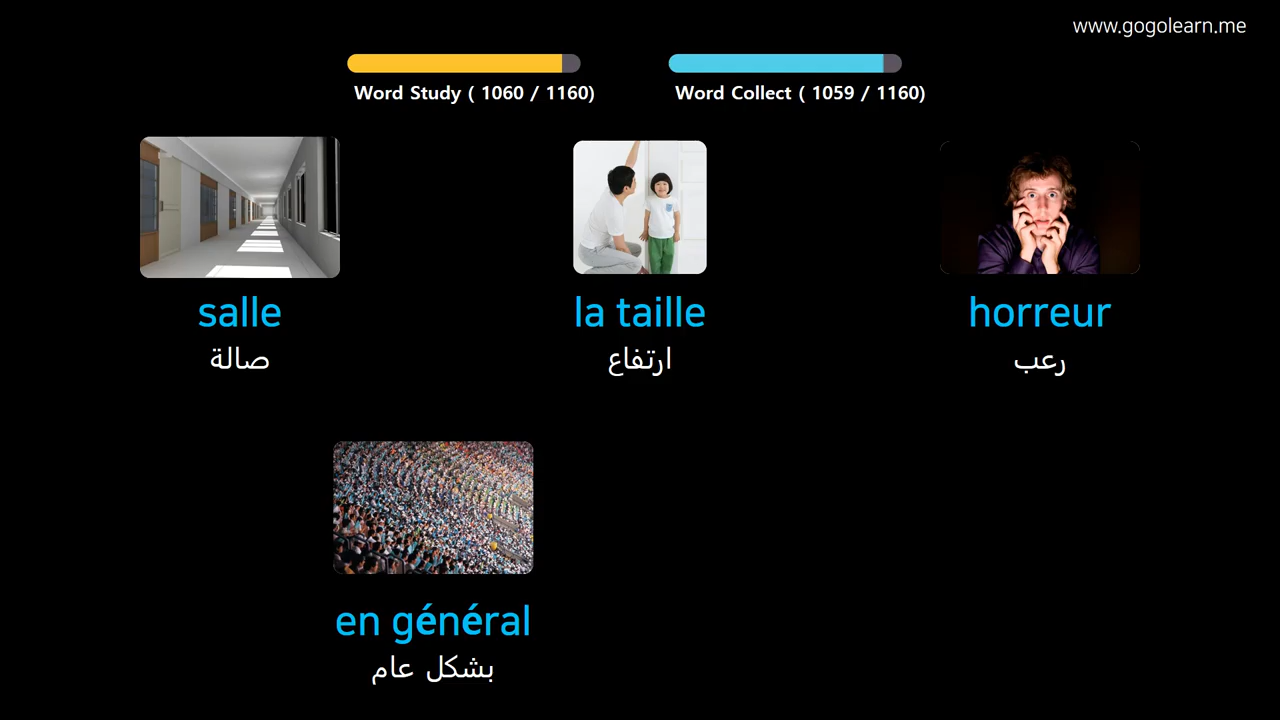 www.gogolearn.me
Word Study ( 1060 / 1160)
Word Collect ( 1059 / 1160)
salle
صالة
la taille
ارتفاع
horreur
رعب
en général
بشكل عام